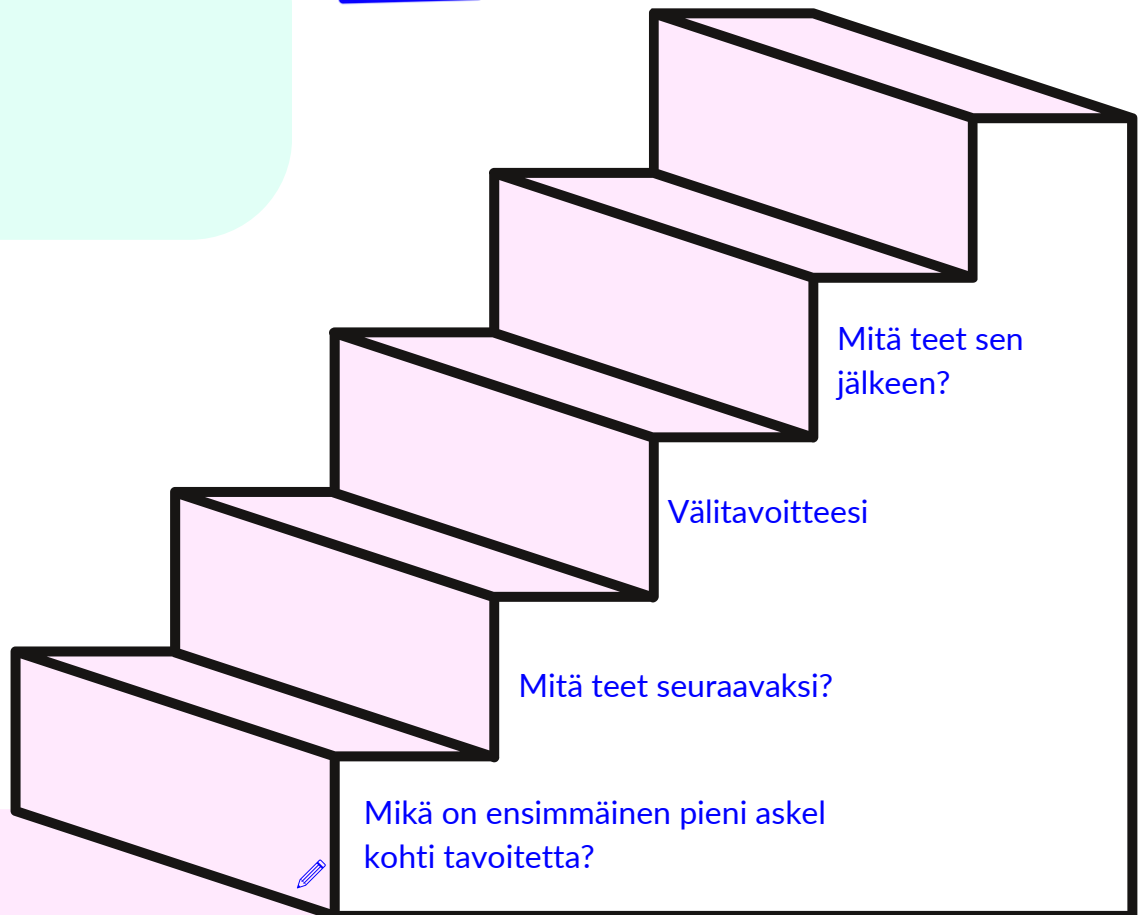 Mitä teet sen
jälkeen?
Välitavoitteesi
Mitä teet seuraavaksi?
Mikä on ensimmäinen pieni askel
kohti tavoitetta?